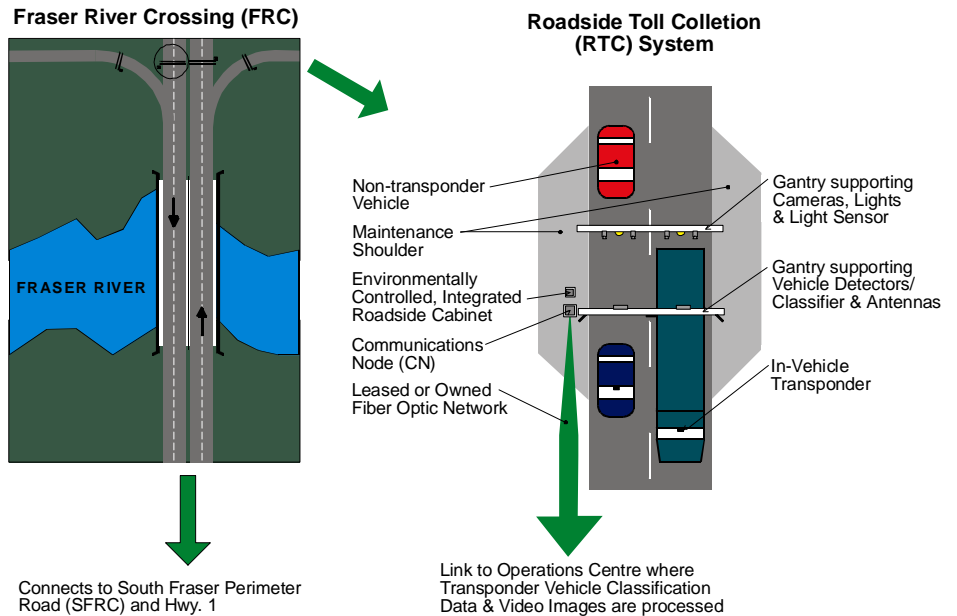 Fraser River Crossing (FRC)
FRASER RIVER
Connects to South Fraser Perimeter
Road (SFRC) and Hwy. 1
Roadside Toll Colletion
(RTC) System
Non-transponder
Vehicle
Maintenance
Shoulder
Environmentally
Controlled, Integrated
Roadside Cabinet
Communications
Node (CN)
Leased or Owned
Fiber Optic Network
Gantry supporting
Cameras, Lights
& Light Sensor
Gantry supporting
Vehicle Detectors/
Classifier & Antennas
In-Vehicle
Transponder
Link to Operations Centre where
Transponder Vehicle Classification
Data & Video Images are processed